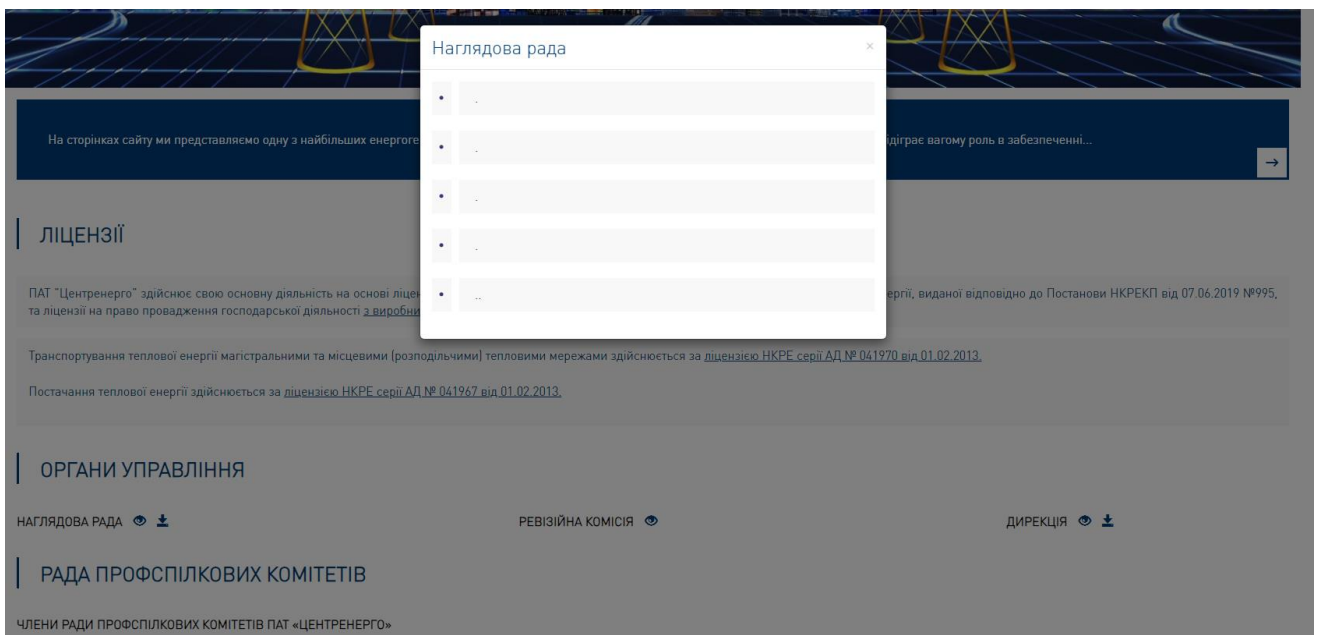 Наглядова рада ×
• .
• .
• .
• .
• ..
На сторінках сайту ми представляємо одну з найбільших енергоге
ідіграє вагому роль в забезпеченні...
→
ЛІЦЕНЗІЇ
ПАТ "Центренерго" здійснює свою основну діяльність на основі ліцен
ергії, виданої відповідно до Постанови НКРЕКП від 07.06.2019 №995,
та ліцензії на право провадження господарської діяльності з виробни
Транспортування теплової енергії магістральними та місцевими (розподільчими) тепловими мережами здійснюється за ліцензією НКРЕ серії АД № 041970 від 01.02.2013.
Постачання теплової енергії здійснюється за ліцензією НКРЕ серії АД № 041967 від 01.02.2013.
ОРГАНИ УПРАВЛІННЯ
НАГЛЯДОВА РАДА РЕВІЗІЙНА КОМІСІЯ ДИРЕКЦІЯ
РАДА ПРОФСПІЛКОВИХ КОМІТЕТІВ
ЧЛЕНИ РАДИ ПРОФСПІЛКОВИХ КОМІТЕТІВ ПАТ «ЦЕНТРЕНЕРГО»